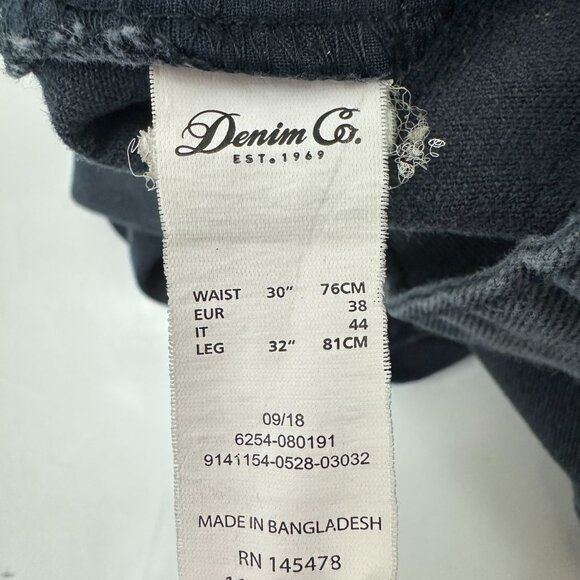 Denim Co.
EST. 1969
WAIST 30" 76CM
EUR 38
IT 44
LEG 32" 81CM
09/18
6254-080191
9141154-0528-03032
MADE IN BANGLADESH
RN 145478